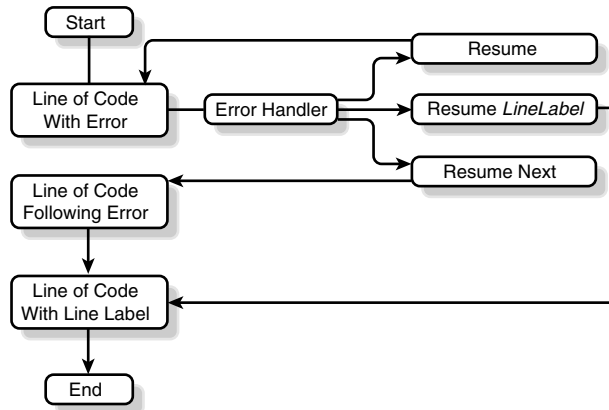 Start
Resume
Line of Code
With Error
Error Handler
Resume LineLabel
Resume Next
Line of Code
Following Error
Line of Code
With Line Label
End